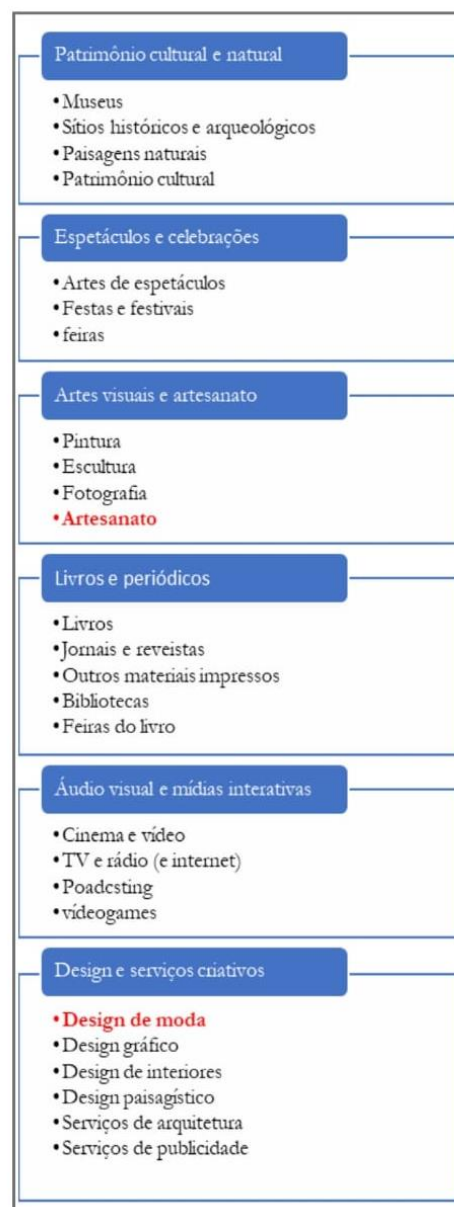 Patrimônio cultural e natural
• Museus
• Sítios históricos e arqueológicos
• Paisagens naturais
• Patrimônio cultural
Espetáculos e celebrações
• Artes de espetáculos
• Festas e festivais
• feiras
Artes visuais e artesanato
• Pintura
• Escultura
• Fotografia
• Artesanato
Livros e periódicos
• Livros
• Jornais e reveistas
• Outros materiais impressos
• Bibliotecas
• Feiras do livro
Áudio visual e mídias interativas
• Cinema e vídeo
• TV e rádio (e internet)
• Poadcsting
• vídeogames
Design e serviços criativos
• Design de moda
• Design gráfico
• Design de interiores
• Design paisagístico
• Serviços de arquitetura
• Serviços de publicidade